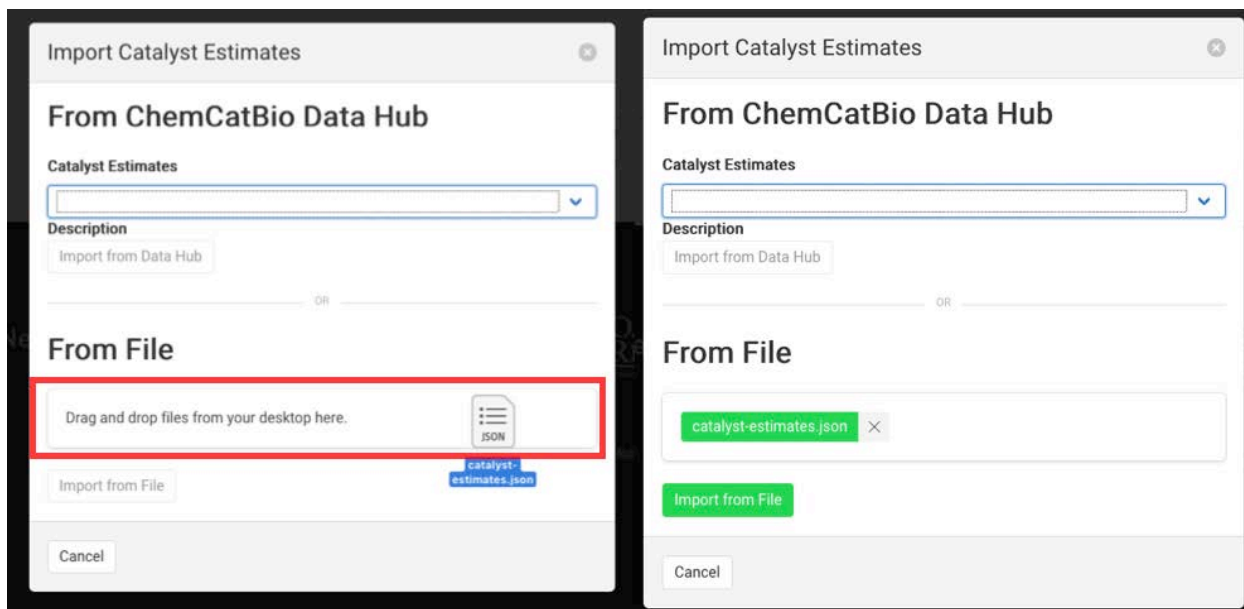 Import Catalyst Estimates
From ChemCatBio Data Hub
Catalyst Estimates
Description
Import from Data Hub
OR
From File
Drag and drop files from your desktop here.
JSON
catalyst-
estimates.json
Import from File
Cancel
Import Catalyst Estimates
From ChemCatBio Data Hub
Catalyst Estimates
Description
Import from Data Hub
OR
From File
catalyst-estimates.json
Import from File
Cancel